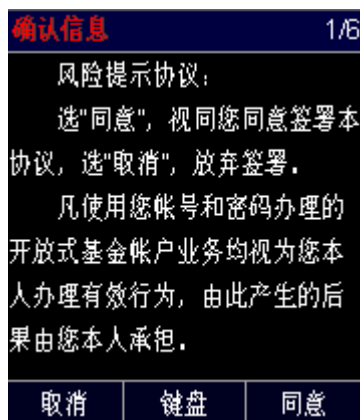 确认信息 1/6
风险提示协议：
选"同意"，视同您同意签署本
协议，选"取消"，放弃签署．
凡使用您帐号和密码办理的
开放式基金帐户业务均视为您本
人办理有效行为，由此产生的后
果由您本人承担．
取消 键盘 同意